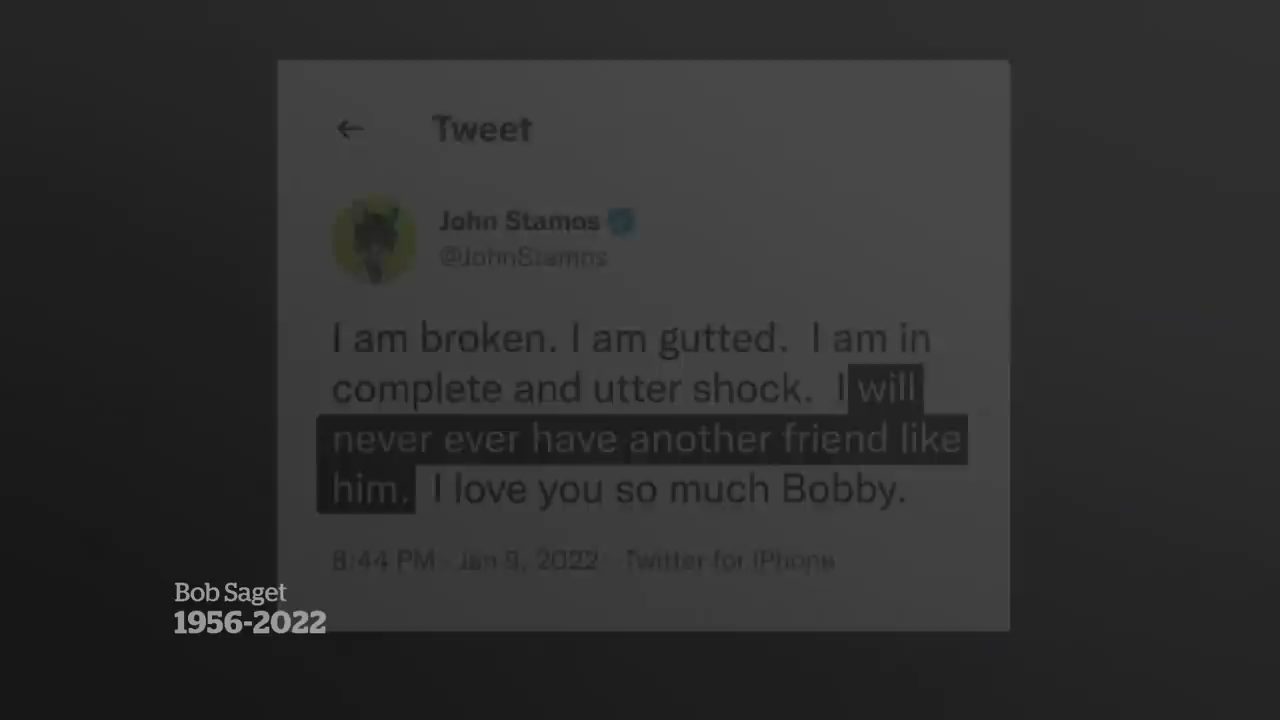 Tweet
John Stamos
@JohnStamos
I am broken. I am gutted.  I am in
complete and utter shock.  I will
never ever have another friend like
him.  I love you so much Bobby.
8:44 PM · Jan 9, 2022 · Twitter for iPhone
Bob Saget
1956-2022